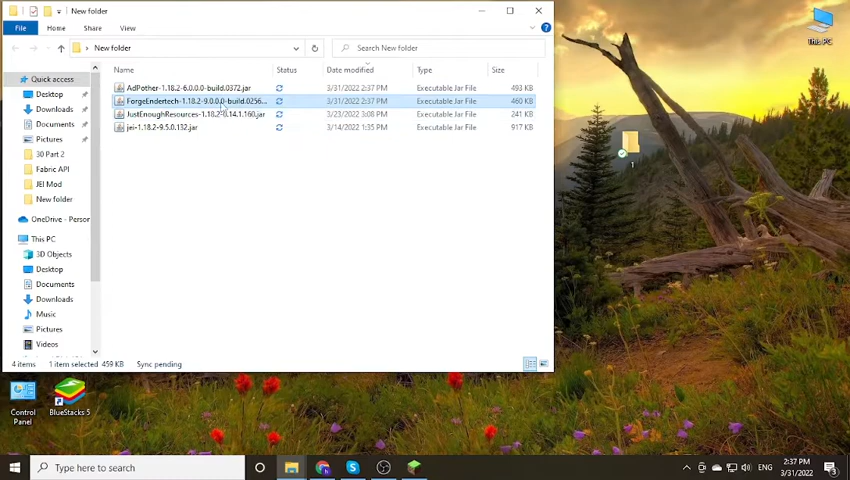 New folder
File
Home
Share
View
New folder
Search New folder
Name
Status
Date modified
Type
Size
Quick access
Desktop
Downloads
Documents
Pictures
30 Part 2
Fabric API
JEI Mod
New folder
OneDrive - Person
This PC
3D Objects
Desktop
Documents
Downloads
Music
Pictures
Videos
AdPother-1.18.2-6.0.0.0-build.0372.jar
3/31/2022 2:37 PM
Executable Jar File
493 KB
ForgeEndertech-1.18.2-9.0.0.0-build.0256...
3/31/2022 2:37 PM
Executable Jar File
460 KB
JustEnoughResources-1.18.2-0.14.1.160.jar
3/23/2022 3:08 PM
Executable Jar File
241 KB
jei-1.18.2-9.5.0.132.jar
3/14/2022 1:35 PM
Executable Jar File
917 KB
4 items
1 item selected 459 KB
Sync pending
This PC
1
Control Panel
BlueStacks 5
Type here to search
ENG
2:37 PM
3/31/2022
3